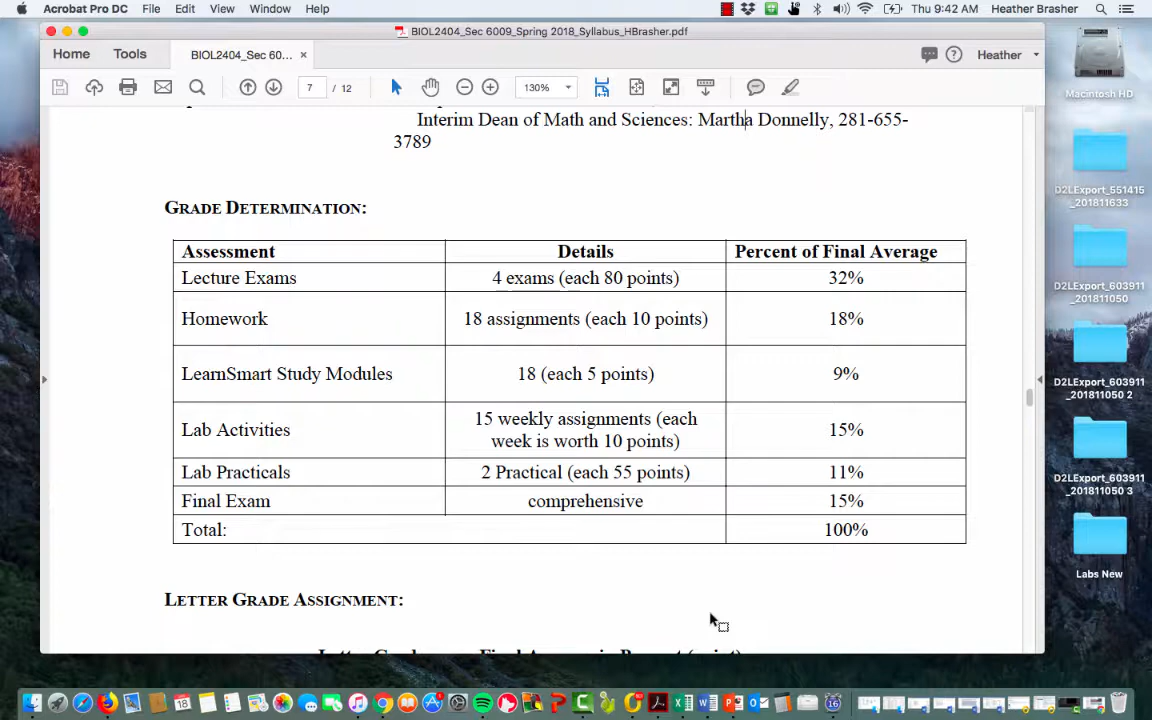 Acrobat Pro DC File Edit View Window Help Thu 9:42 AM Heather Brasher
BIOL2404_Sec 6009_Spring 2018_Syllabus_HBrasher.pdf
Home Tools BIOL2404_Sec 60... × Heather
7 / 12 130%
Interim Dean of Math and Sciences: Martha Donnelly, 281-655-
3789
GRADE DETERMINATION:
Assessment Details Percent of Final Average
Lecture Exams 4 exams (each 80 points) 32%
Homework 18 assignments (each 10 points) 18%
LearnSmart Study Modules 18 (each 5 points) 9%
Lab Activities 15 weekly assignments (each
week is worth 10 points) 15%
Lab Practicals 2 Practical (each 55 points) 11%
Final Exam comprehensive 15%
Total: 100%
LETTER GRADE ASSIGNMENT:
Macintosh HD
D2LExport_551415
_201811633
D2LExport_603911
_201811050
D2LExport_603911
_201811050 2
D2LExport_603911
_201811050 3
Labs New